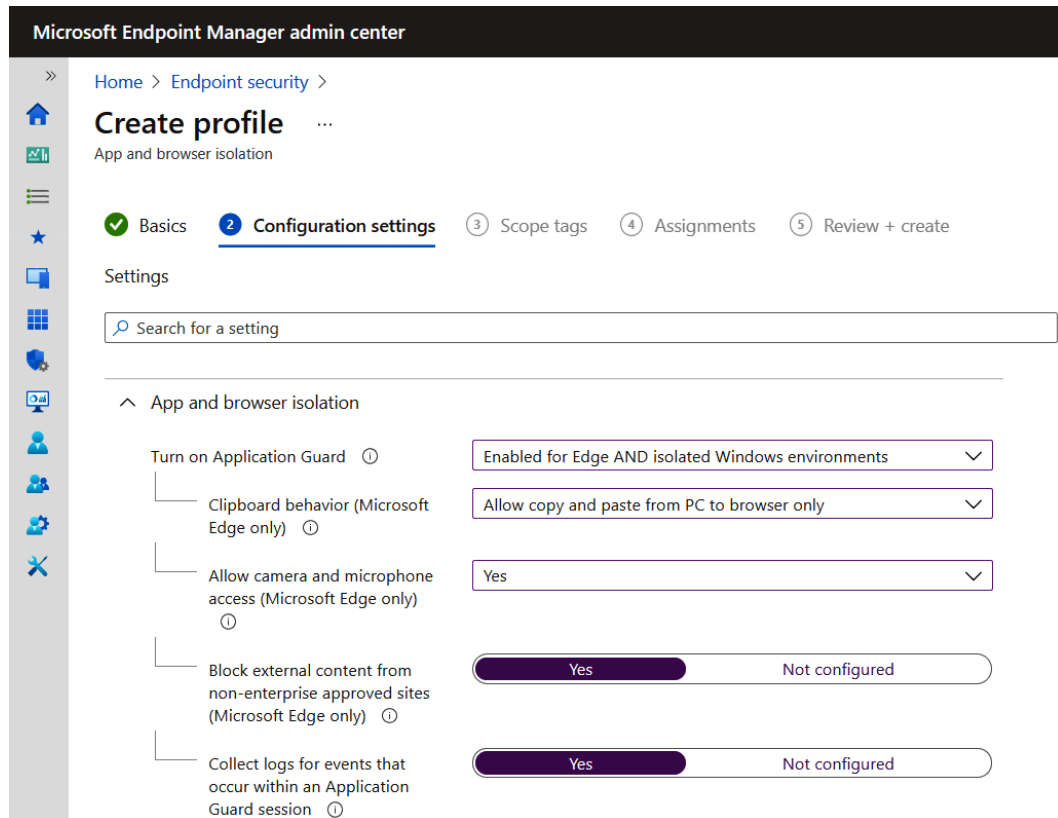 Microsoft Endpoint Manager admin center
Home > Endpoint security >
Create profile ...
App and browser isolation
Basics 2 Configuration settings 3 Scope tags 4 Assignments 5 Review + create
Settings
Search for a setting
App and browser isolation
Turn on Application Guard Enabled for Edge AND isolated Windows environments
Clipboard behavior (Microsoft Allow copy and paste from PC to browser only
Edge only)
Allow camera and microphone Yes
access (Microsoft Edge only)
Block external content from Yes Not configured
non-enterprise approved sites
(Microsoft Edge only)
Collect logs for events that Yes Not configured
occur within an Application
Guard session